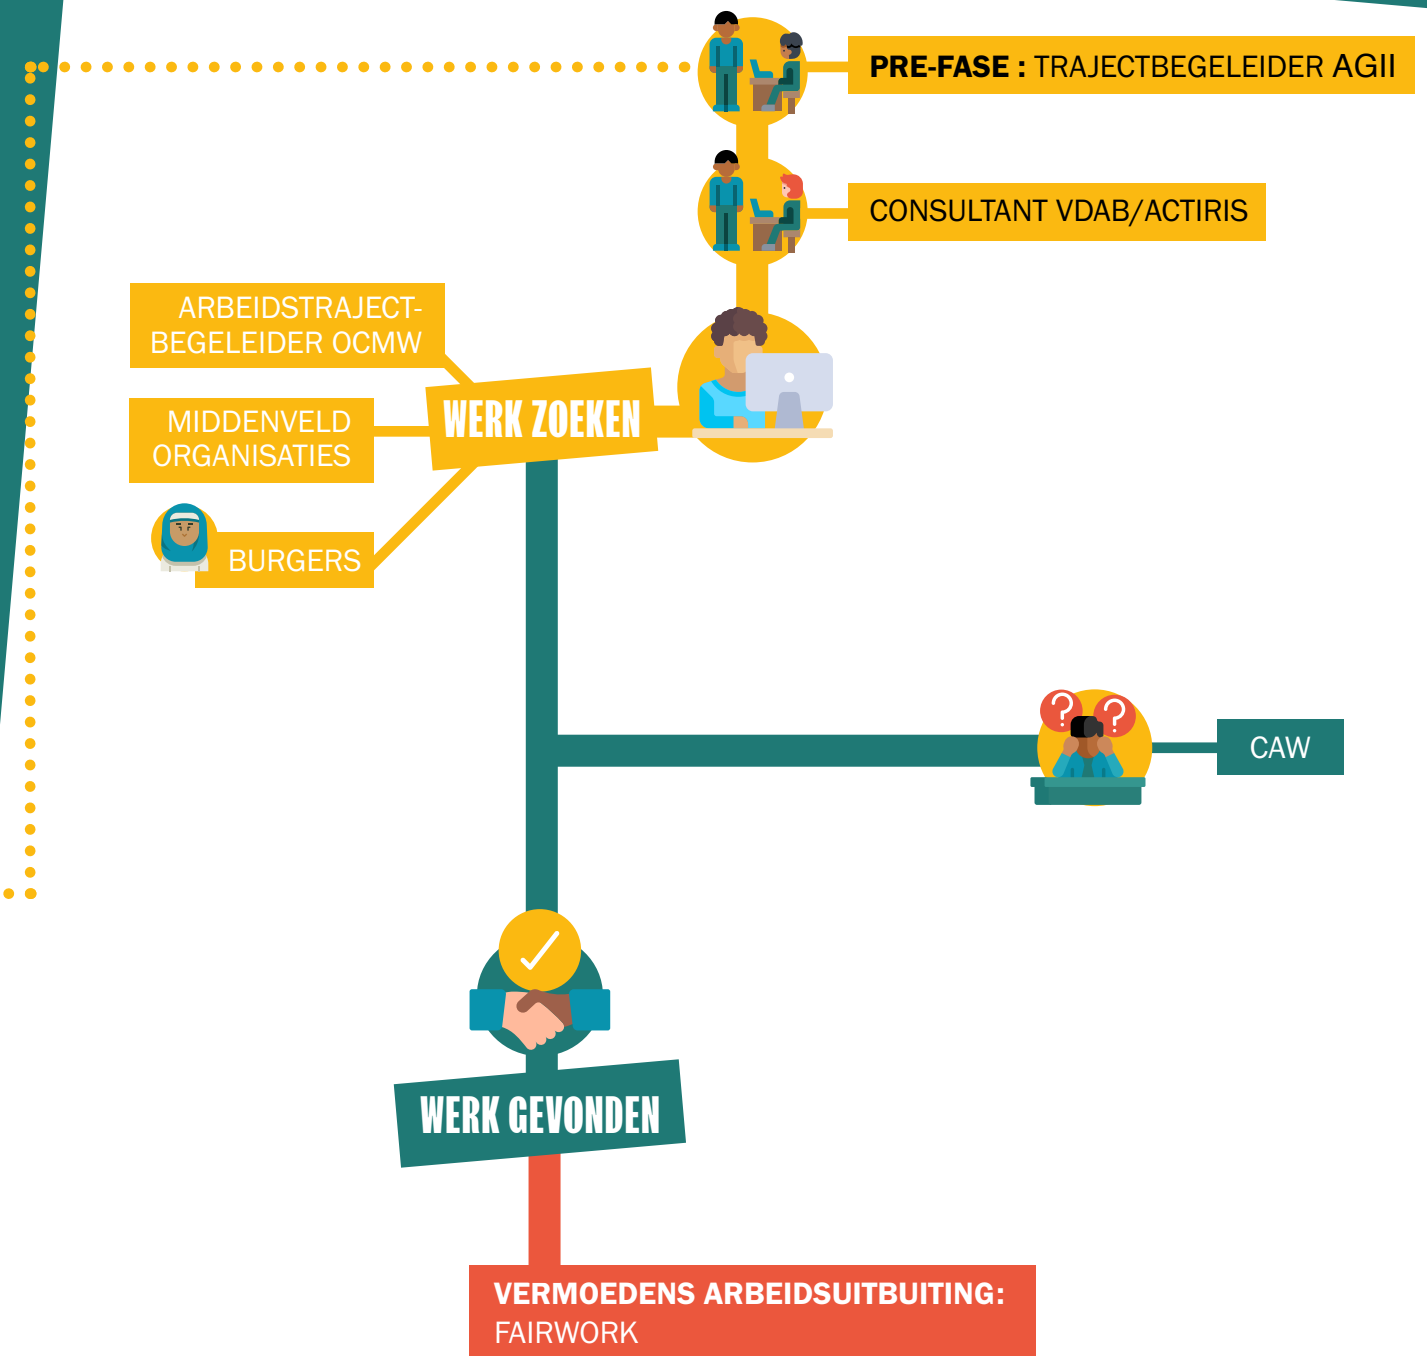 PRE-FASE : TRAJECTBEGELEIDER AGII
CONSULTANT VDAB/ACTIRIS
ARBEIDSTRAJECT-
BEGELEIDER OCMW
WERK ZOEKEN
MIDDENVELD
ORGANISATIES
BURGERS
? ?
CAW
WERK GEVONDEN
VERMOEDENS ARBEIDSUITBUITING:
FAIRWORK